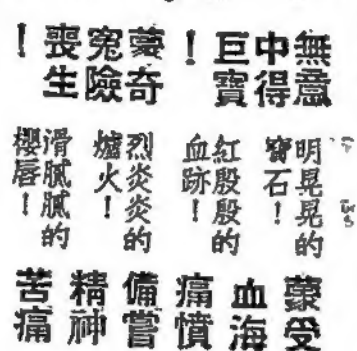 無意
中得
巨寶
！
蒙奇
冤險
喪生
！
明晃晃的
寶石！
紅殷殷的
血跡！
烈炎炎的
爐火！
滑膩膩的
櫻唇！
蒙受
血海
痛憤
備嘗
精神
苦痛